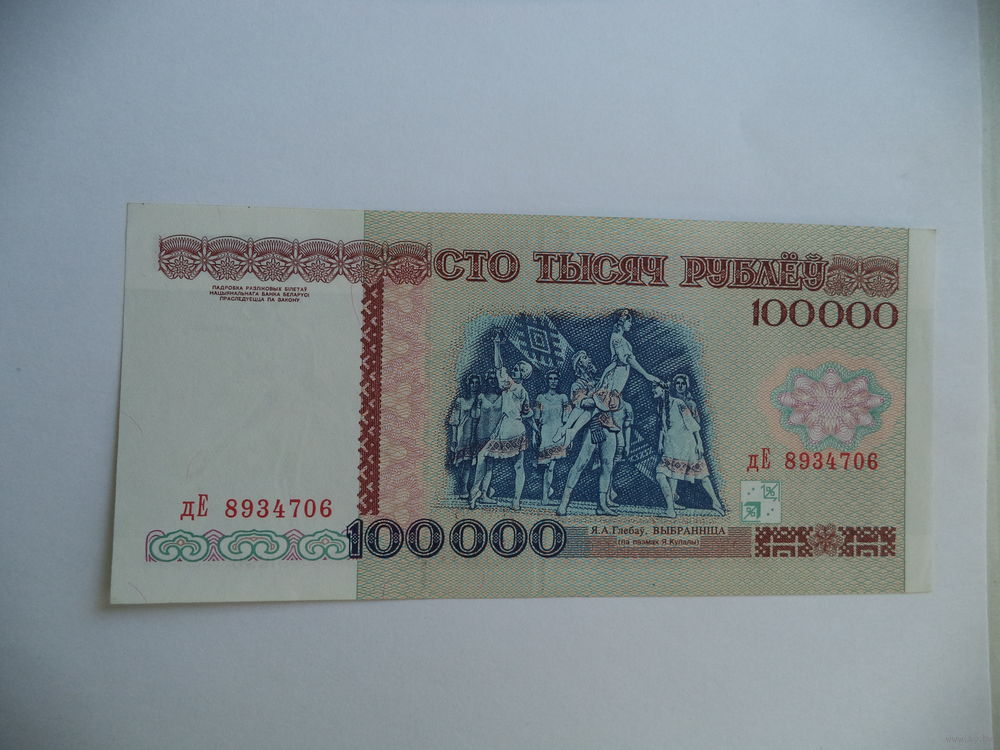 СТО ТЫСЯЧ РУБЛЁЎ
ПАДРОБКА РАЗЛІКОВЫХ БІЛЕТАЎ
НАЦЫЯНАЛЬНАГА БАНКА БЕЛАРУСІ
ПРАСЛЕДУЕЦЦА ПА ЗАКОНУ
100000
дЕ 8934706
дЕ 8934706
100000
Я.А.Глебаў. ВЫБРАННІЦА
(па паэмах Я.Купалы)